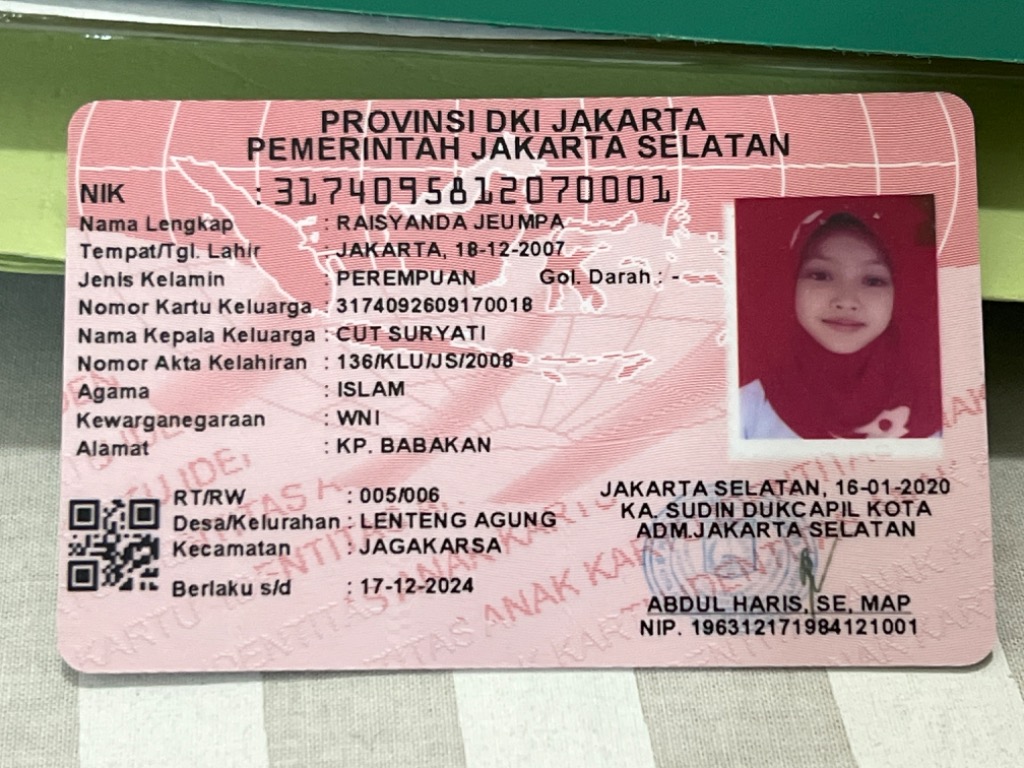 PROVINSI DKI JAKARTA
PEMERINTAH JAKARTA SELATAN
NIK : 3174095812070001
Nama Lengkap : RAISYANDA JEUMPA
Tempat/Tgl. Lahir : JAKARTA, 18-12-2007
Jenis Kelamin : PEREMPUAN Gol. Darah : -
Nomor Kartu Keluarga : 3174092609170018
Nama Kepala Keluarga : CUT SURYATI
Nomor Akta Kelahiran : 136/KLU/JS/2008
Agama : ISLAM
Kewarganegaraan : WNI
Alamat : KP. BABAKAN
RT/RW : 005/006
Desa/Kelurahan : LENTENG AGUNG
Kecamatan : JAGAKARSA
Berlaku s/d : 17-12-2024
JAKARTA SELATAN, 16-01-2020
KA. SUDIN DUKCAPIL KOTA
ADM.JAKARTA SELATAN
ABDUL HARIS, SE, MAP
NIP. 196312171984121001
KARTU IDENTITAS ANAK